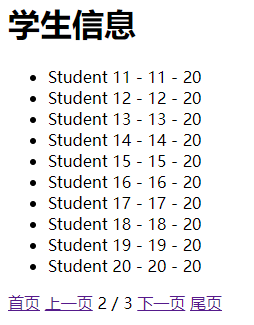 学生信息
Student 11 - 11 - 20
Student 12 - 12 - 20
Student 13 - 13 - 20
Student 14 - 14 - 20
Student 15 - 15 - 20
Student 16 - 16 - 20
Student 17 - 17 - 20
Student 18 - 18 - 20
Student 19 - 19 - 20
Student 20 - 20 - 20
首页 上一页 2 / 3 下一页 尾页